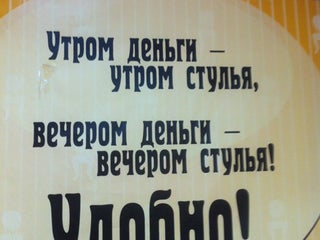 Утром деньги –
утром стулья,
вечером деньги –
вечером стулья!
Удобно!